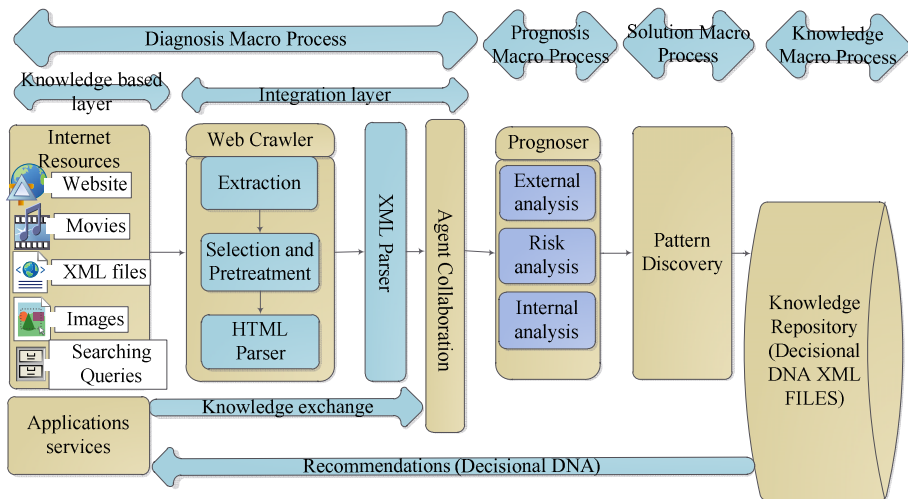 Diagnosis Macro Process
Prognosis
Macro Process
Solution Macro
Process
Knowledge
Macro Process
Knowledge based
layer
Integration layer
Internet
Resources
Website
Movies
XML files
Images
Searching
Queries
Applications
services
Web Crawler
Extraction
Selection and
Pretreatment
HTML
Parser
XML Parser
Agent Collaboration
Prognoser
External
analysis
Risk
analysis
Internal
analysis
Pattern
Discovery
Knowledge
Repository
(Decisional
DNA XML
FILES)
Knowledge exchange
Recommendations (Decisional DNA)